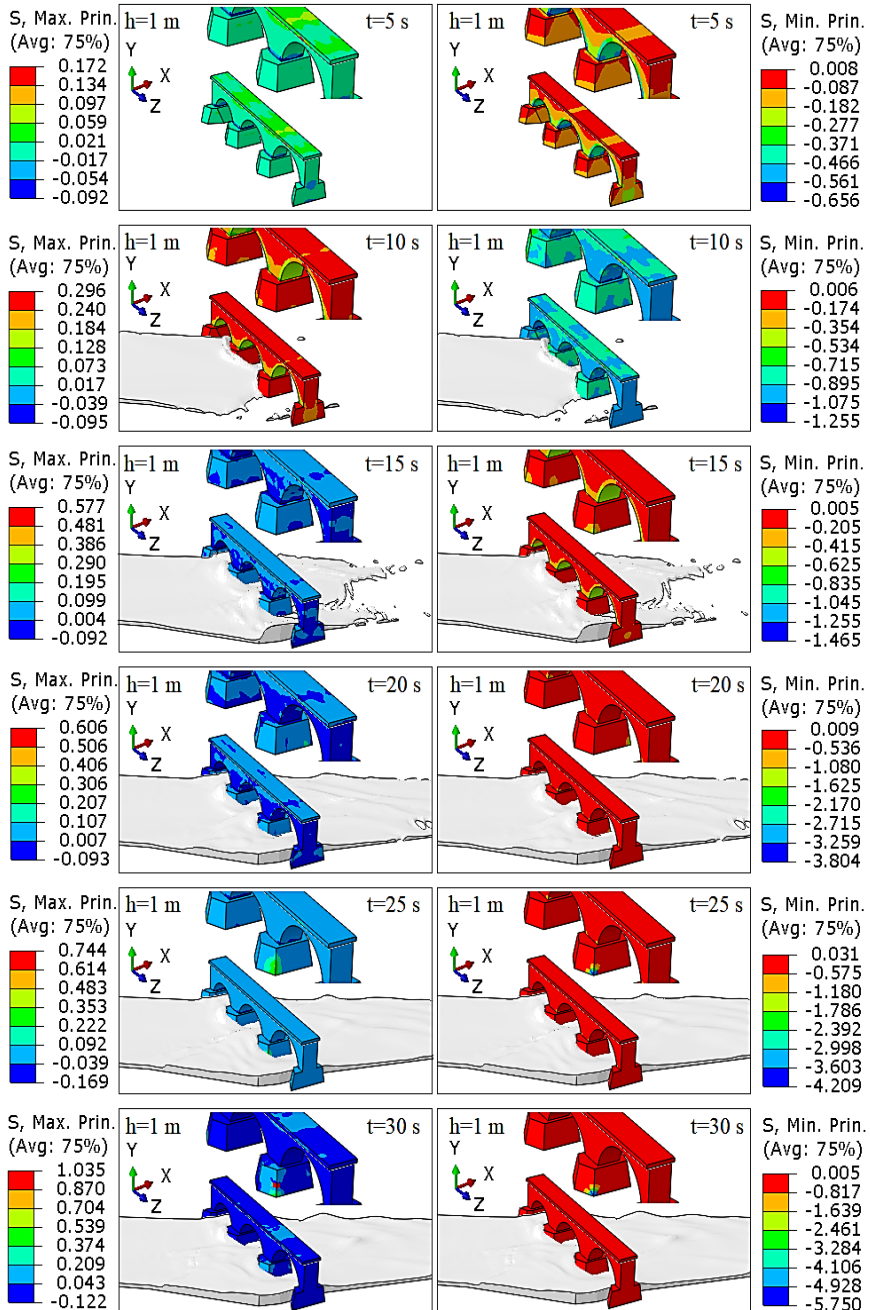 S, Max. Prin.
(Avg: 75%)
0.172
0.134
0.097
0.059
0.021
-0.017
-0.054
-0.092
h=1 m
t=5 s
Y
X
Z
h=1 m
t=5 s
Y
X
Z
S, Min. Prin.
(Avg: 75%)
0.008
-0.087
-0.182
-0.277
-0.371
-0.466
-0.561
-0.656
S, Max. Prin.
(Avg: 75%)
0.296
0.240
0.184
0.128
0.073
0.017
-0.039
-0.095
h=1 m
t=10 s
Y
X
Z
h=1 m
t=10 s
Y
X
Z
S, Min. Prin.
(Avg: 75%)
0.006
-0.174
-0.354
-0.534
-0.715
-0.895
-1.075
-1.255
S, Max. Prin.
(Avg: 75%)
0.577
0.481
0.386
0.290
0.195
0.099
0.004
-0.092
h=1 m
t=15 s
Y
X
Z
h=1 m
t=15 s
Y
X
Z
S, Min. Prin.
(Avg: 75%)
0.005
-0.205
-0.415
-0.625
-0.835
-1.045
-1.255
-1.465
S, Max. Prin.
(Avg: 75%)
0.606
0.506
0.406
0.306
0.207
0.107
0.007
-0.093
h=1 m
t=20 s
Y
X
Z
h=1 m
t=20 s
Y
X
Z
S, Min. Prin.
(Avg: 75%)
0.009
-0.536
-1.080
-1.625
-2.170
-2.715
-3.259
-3.804
S, Max. Prin.
(Avg: 75%)
0.744
0.614
0.483
0.353
0.222
0.092
-0.039
-0.169
h=1 m
t=25 s
Y
X
Z
h=1 m
t=25 s
Y
X
Z
S, Min. Prin.
(Avg: 75%)
0.031
-0.575
-1.180
-1.786
-2.392
-2.998
-3.603
-4.209
S, Max. Prin.
(Avg: 75%)
1.035
0.870
0.704
0.539
0.374
0.209
0.043
-0.122
h=1 m
t=30 s
Y
X
Z
h=1 m
t=30 s
Y
X
Z
S, Min. Prin.
(Avg: 75%)
0.005
-0.817
-1.639
-2.461
-3.284
-4.106
-4.928
-5.750